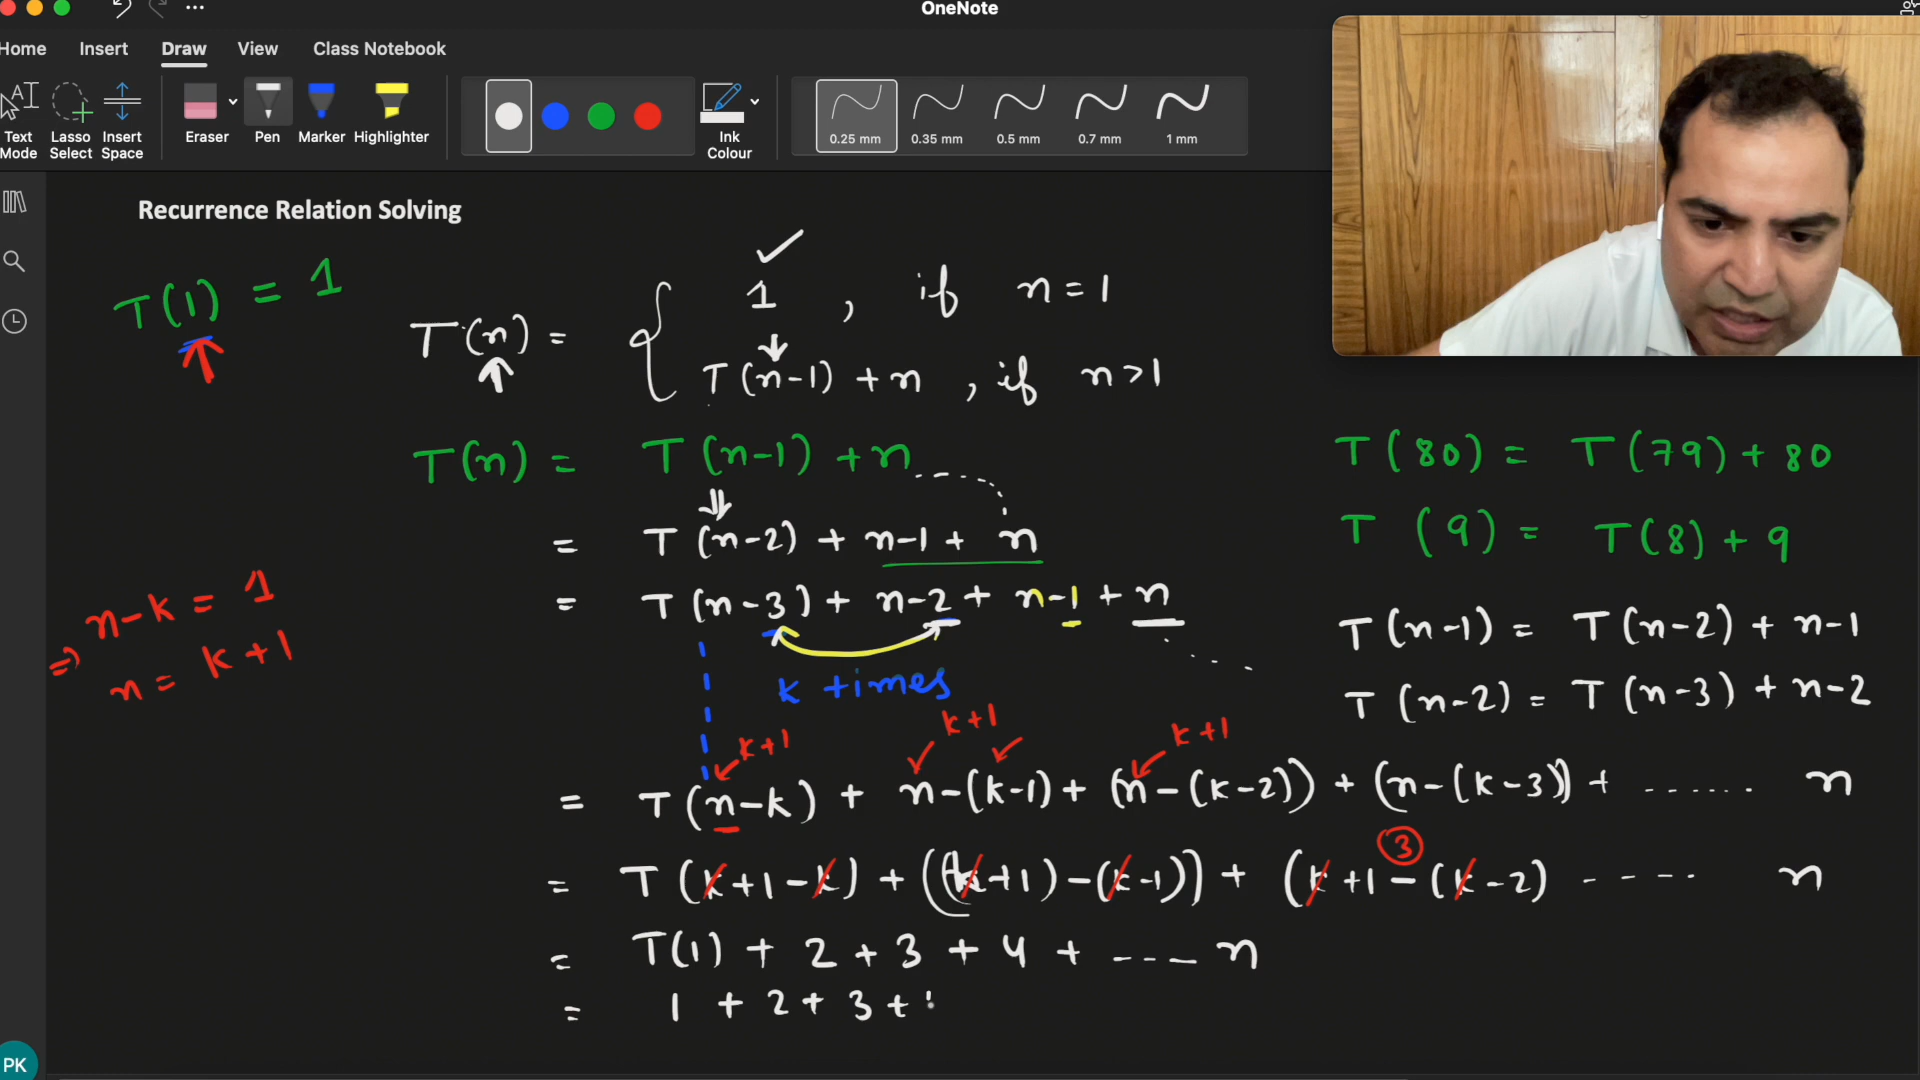 OneNote
Home Insert Draw View Class Notebook
Text Mode Lasso Select Insert Space Eraser Pen Marker Highlighter Ink Colour 0.25 mm 0.35 mm 0.5 mm 0.7 mm 1 mm
Recurrence Relation Solving
T(1) = 1
T(n) = { 1 , if n=1
T(n-1) + n , if n>1
T(n) = T(n-1) + n
= T(n-2) + n-1 + n
= T(n-3) + n-2 + n-1 + n
k times
n-k = 1
=> n = k+1
T(80) = T(79) + 80
T(9) = T(8) + 9
T(n-1) = T(n-2) + n-1
T(n-2) = T(n-3) + n-2
k+1 k+1 k+1
= T(n-k) + n-(k-1) + (n-(k-2)) + (n-(k-3)) + ...... n
3
= T(k+1-k) + ((k+1)-(k-1)) + (k+1-(k-2) ----- n
= T(1) + 2 + 3 + 4 + ---- n
= 1 + 2 + 3 +
PK